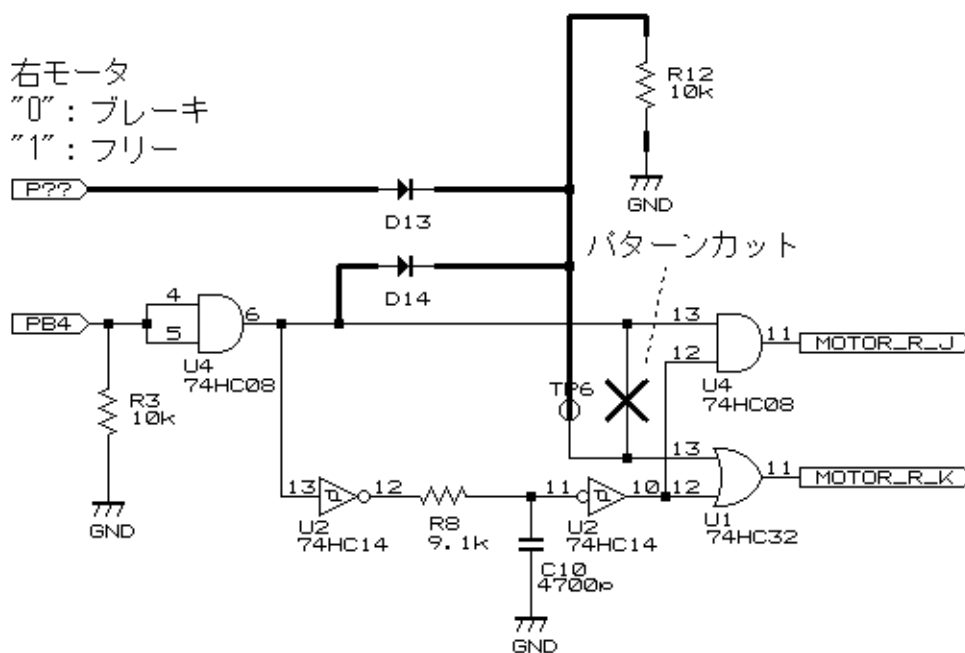 右モータ
"0"：ブレーキ
"1"：フリー
R12
10k
GND
P??
D13
パターンカット
D14
PB4
4
5
6
U4
74HC08
13
12
11
MOTOR_R_J
U4
74HC08
R3
10k
GND
TP6
13
12
11
MOTOR_R_K
U1
74HC32
13
12
U2
74HC14
R8
9.1k
11
10
U2
74HC14
C10
4700p
GND